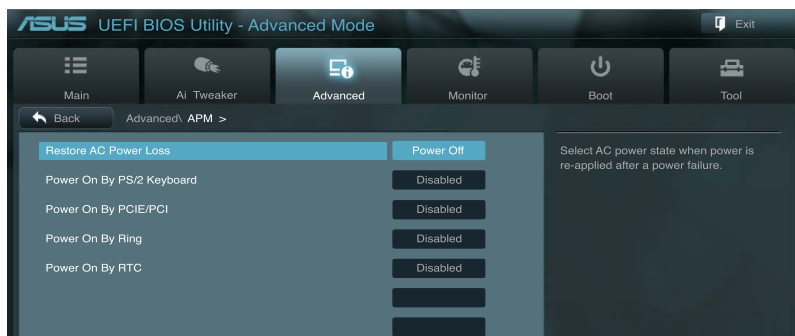 ASUS UEFI BIOS Utility - Advanced Mode
Exit
Main
Ai Tweaker
Advanced
Monitor
Boot
Tool
Back
Advanced\ APM >
Restore AC Power Loss Power Off
Power On By PS/2 Keyboard Disabled
Power On By PCIE/PCI Disabled
Power On By Ring Disabled
Power On By RTC Disabled
Select AC power state when power is
re-applied after a power failure.